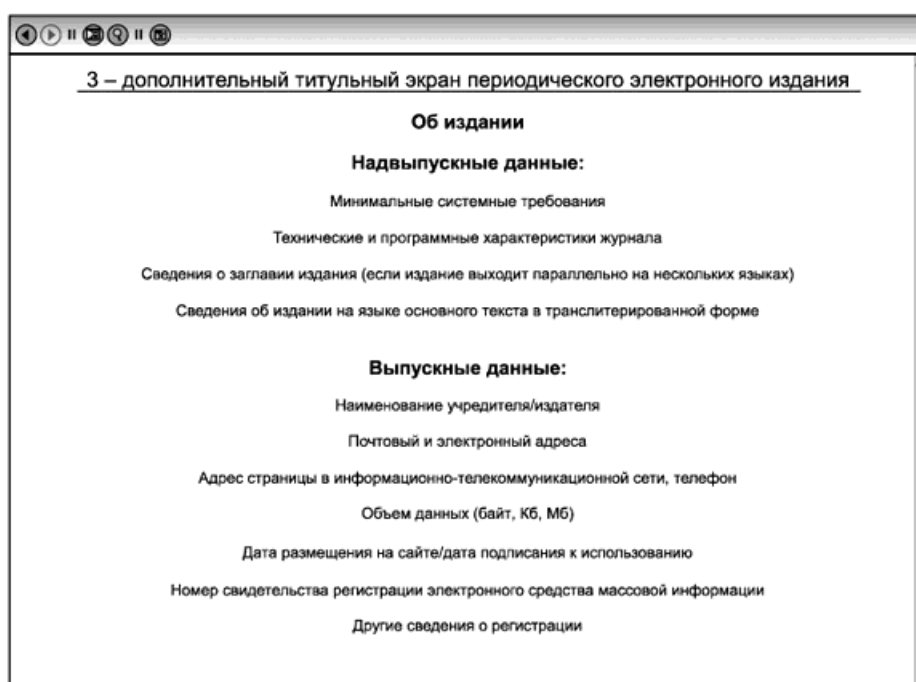 3 – дополнительный титульный экран периодического электронного издания
Об издании
Надвыпускные данные:
Минимальные системные требования
Технические и программные характеристики журнала
Сведения о заглавии издания (если издание выходит параллельно на нескольких языках)
Сведения об издании на языке основного текста в транслитерированной форме
Выпускные данные:
Наименование учредителя/издателя
Почтовый и электронный адреса
Адрес страницы в информационно-телекоммуникационной сети, телефон
Объем данных (байт, Кб, Мб)
Дата размещения на сайте/дата подписания к использованию
Номер свидетельства регистрации электронного средства массовой информации
Другие сведения о регистрации